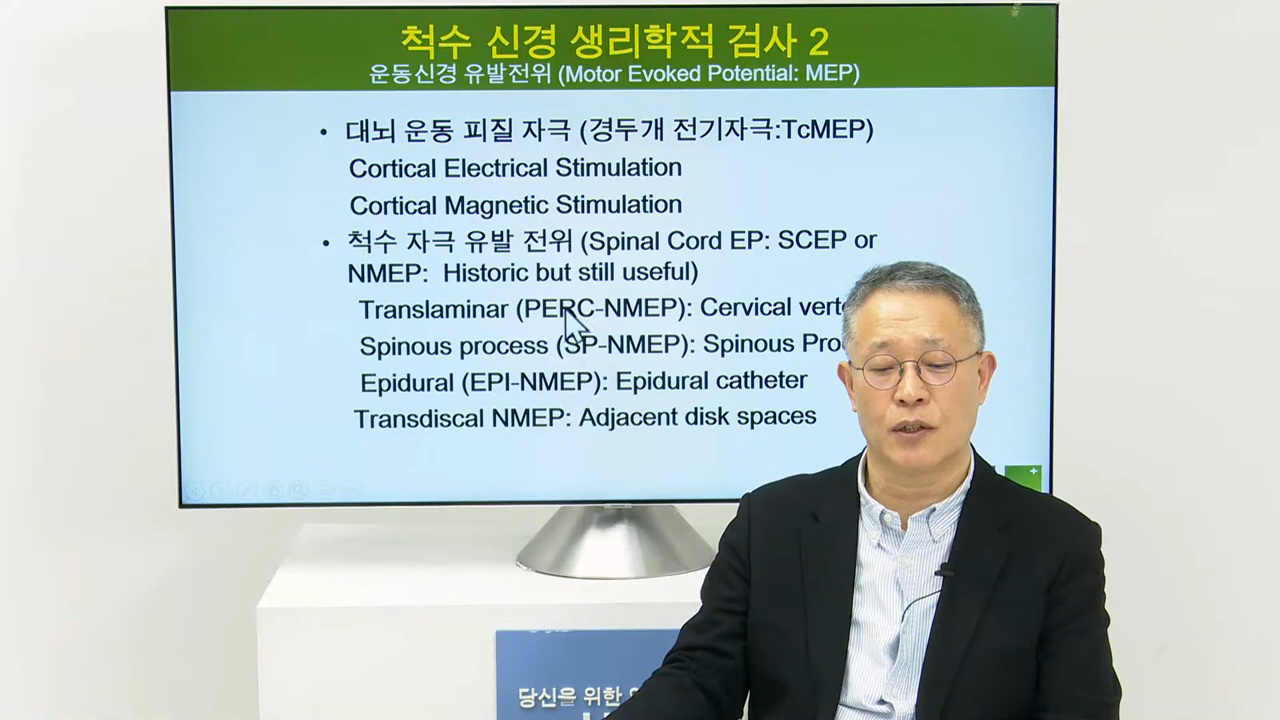 척수 신경 생리학적 검사 2
운동신경 유발전위 (Motor Evoked Potential: MEP)
• 대뇌 운동 피질 자극 (경두개 전기자극:TcMEP)
Cortical Electrical Stimulation
Cortical Magnetic Stimulation
• 척수 자극 유발 전위 (Spinal Cord EP: SCEP or
NMEP: Historic but still useful)
Translaminar (PERC-NMEP): Cervical
Spinous process (SP-NMEP): Spinous
Epidural (EPI-NMEP): Epidural catheter
Transdiscal NMEP: Adjacent disk spaces
당신을 위한